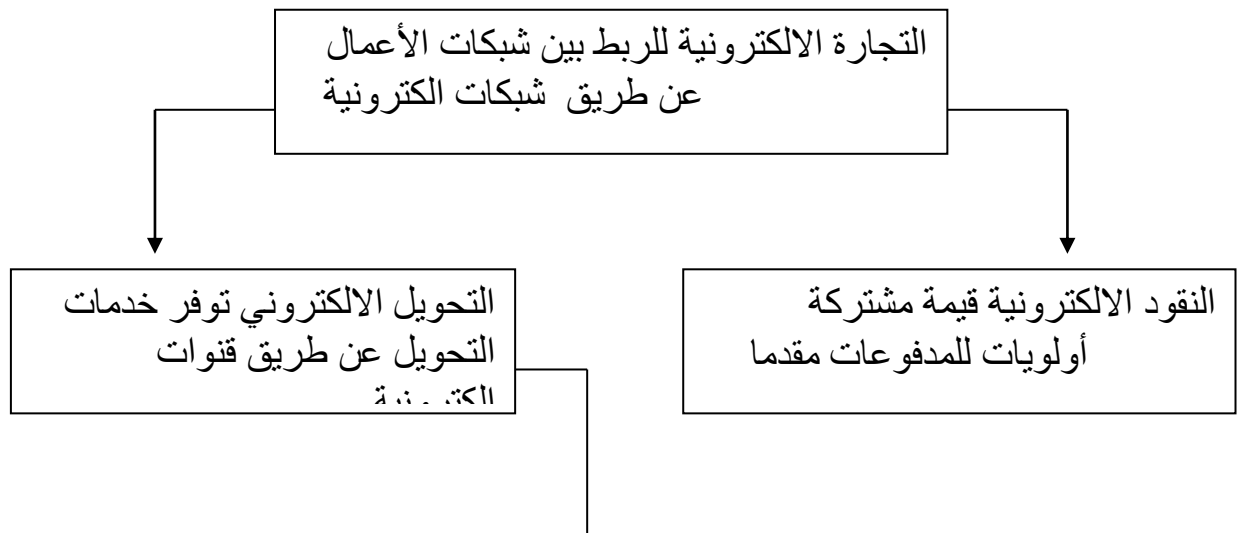 التجارة الالكترونية للربط بين شبكات الأعمال
عن طريق شبكات الكترونية
النقود الالكترونية قيمة مشتركة
أولويات للمدفوعات مقدما
التحويل الالكتروني توفر خدمات
التحويل عن طريق قنوات
الكترونية